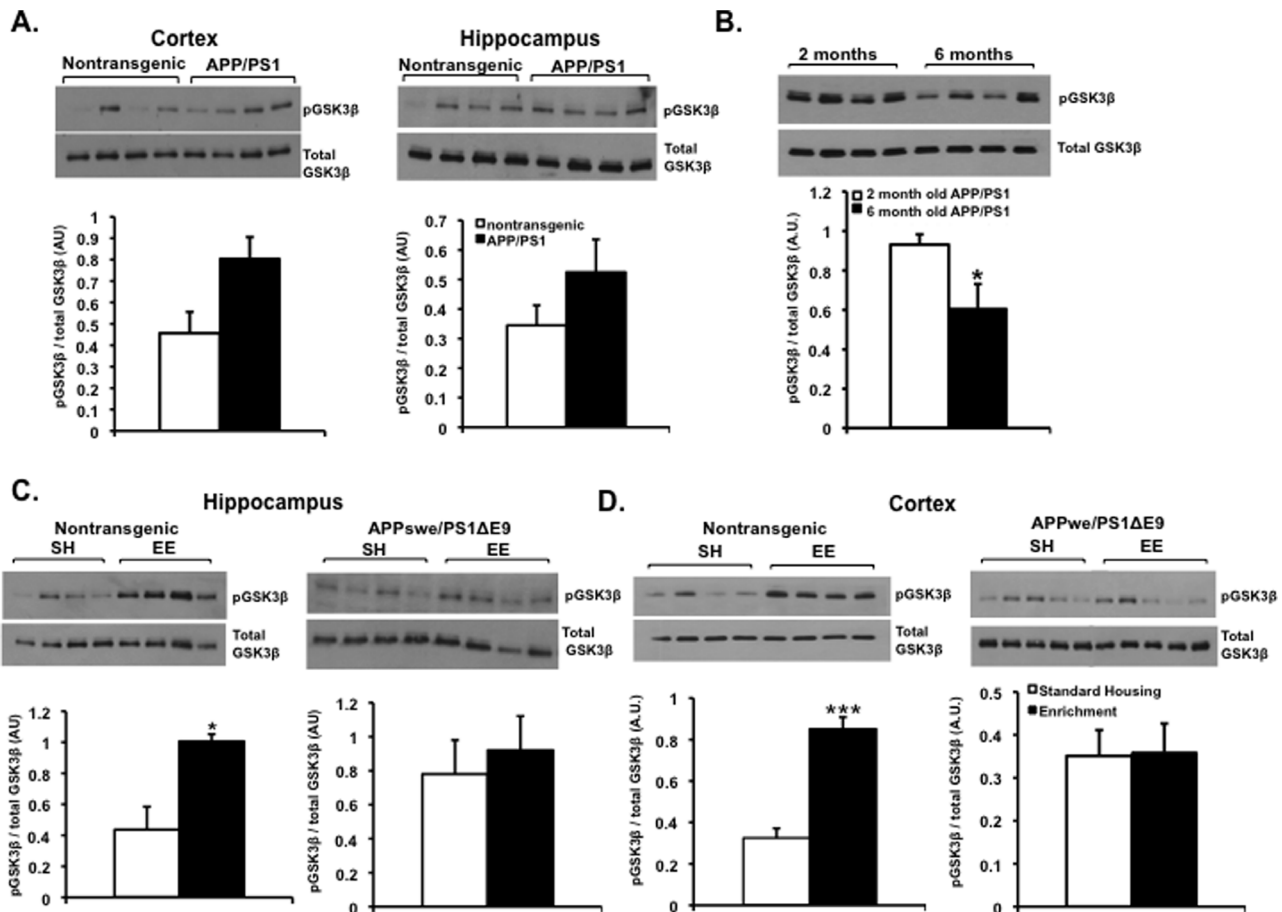 A.
Cortex
Nontransgenic APP/PS1
pGSK3β
Total
GSK3β
pGSK3β / total GSK3β (AU)
1
0.9
0.8
0.7
0.6
0.5
0.4
0.3
0.2
0.1
0
Hippocampus
Nontransgenic APP/PS1
pGSK3β
Total
GSK3β
pGSK3β / total GSK3β (AU)
0.7
0.6
0.5
0.4
0.3
0.2
0.1
0
nontransgenic
APP/PS1
B.
2 months 6 months
pGSK3β
Total GSK3β
pGSK3β / total GSK3β (A.U.)
1.2
1
0.8
0.6
0.4
0.2
0
2 month old APP/PS1
6 month old APP/PS1
*
C.
Hippocampus
Nontransgenic
SH EE
pGSK3β
Total
GSK3β
pGSK3β / total GSK3β (AU)
1.2
1
0.8
0.6
0.4
0.2
0
*
APPswe/PS1ΔE9
SH EE
pGSK3β
Total
GSK3β
pGSK3β / total GSK3β (A.U.)
1.2
1
0.8
0.6
0.4
0.2
0
D.
Cortex
Nontransgenic
SH EE
pGSK3β
Total
GSK3β
pGSK3β / total GSK3β (A.U.)
1
0.8
0.6
0.4
0.2
0
***
APPwe/PS1ΔE9
SH EE
pGSK3β
Total
GSK3β
pGSK3β / total GSK3β (A.U.)
0.5
0.4
0.3
0.2
0.1
0
Standard Housing
Enrichment